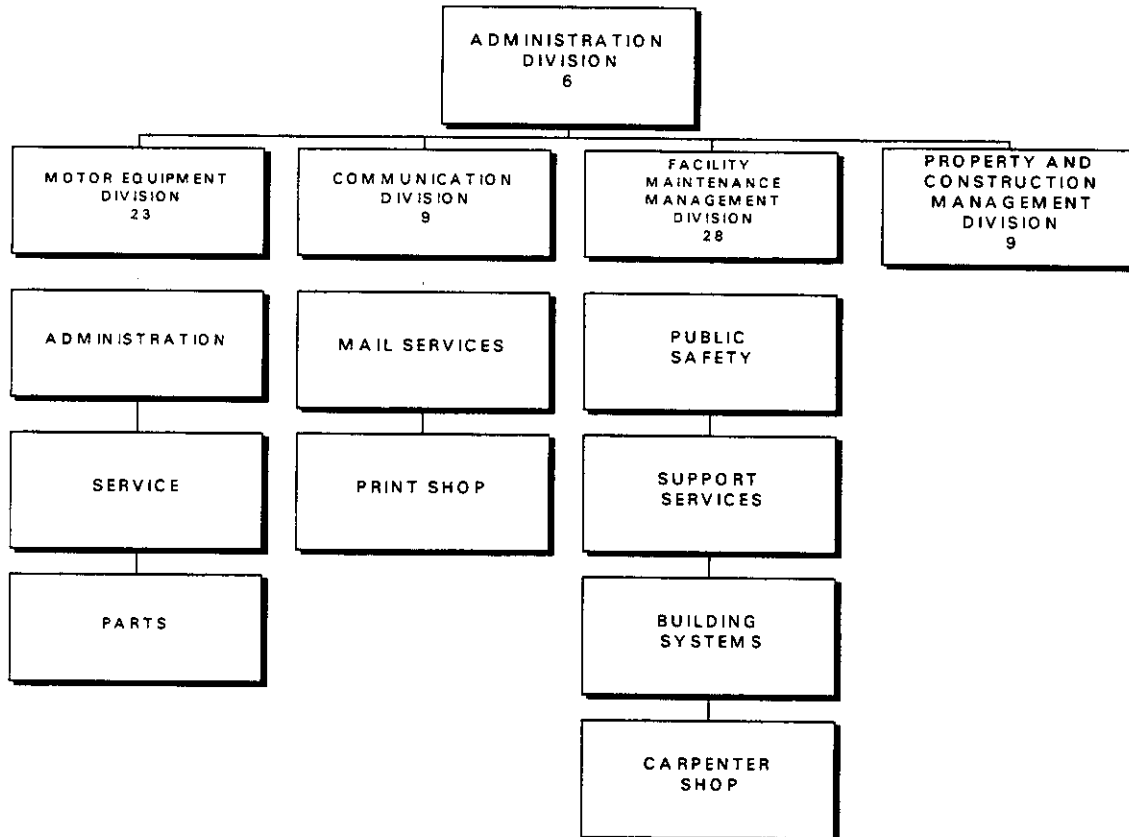 ADMINISTRATION
DIVISION
6
MOTOR EQUIPMENT
DIVISION
23
COMMUNICATION
DIVISION
9
FACILITY
MAINTENANCE
MANAGEMENT
DIVISION
28
PROPERTY AND
CONSTRUCTION
MANAGEMENT
DIVISION
9
ADMINISTRATION
MAIL SERVICES
PUBLIC
SAFETY
SERVICE
PRINT SHOP
SUPPORT
SERVICES
PARTS
BUILDING
SYSTEMS
CARPENTER
SHOP